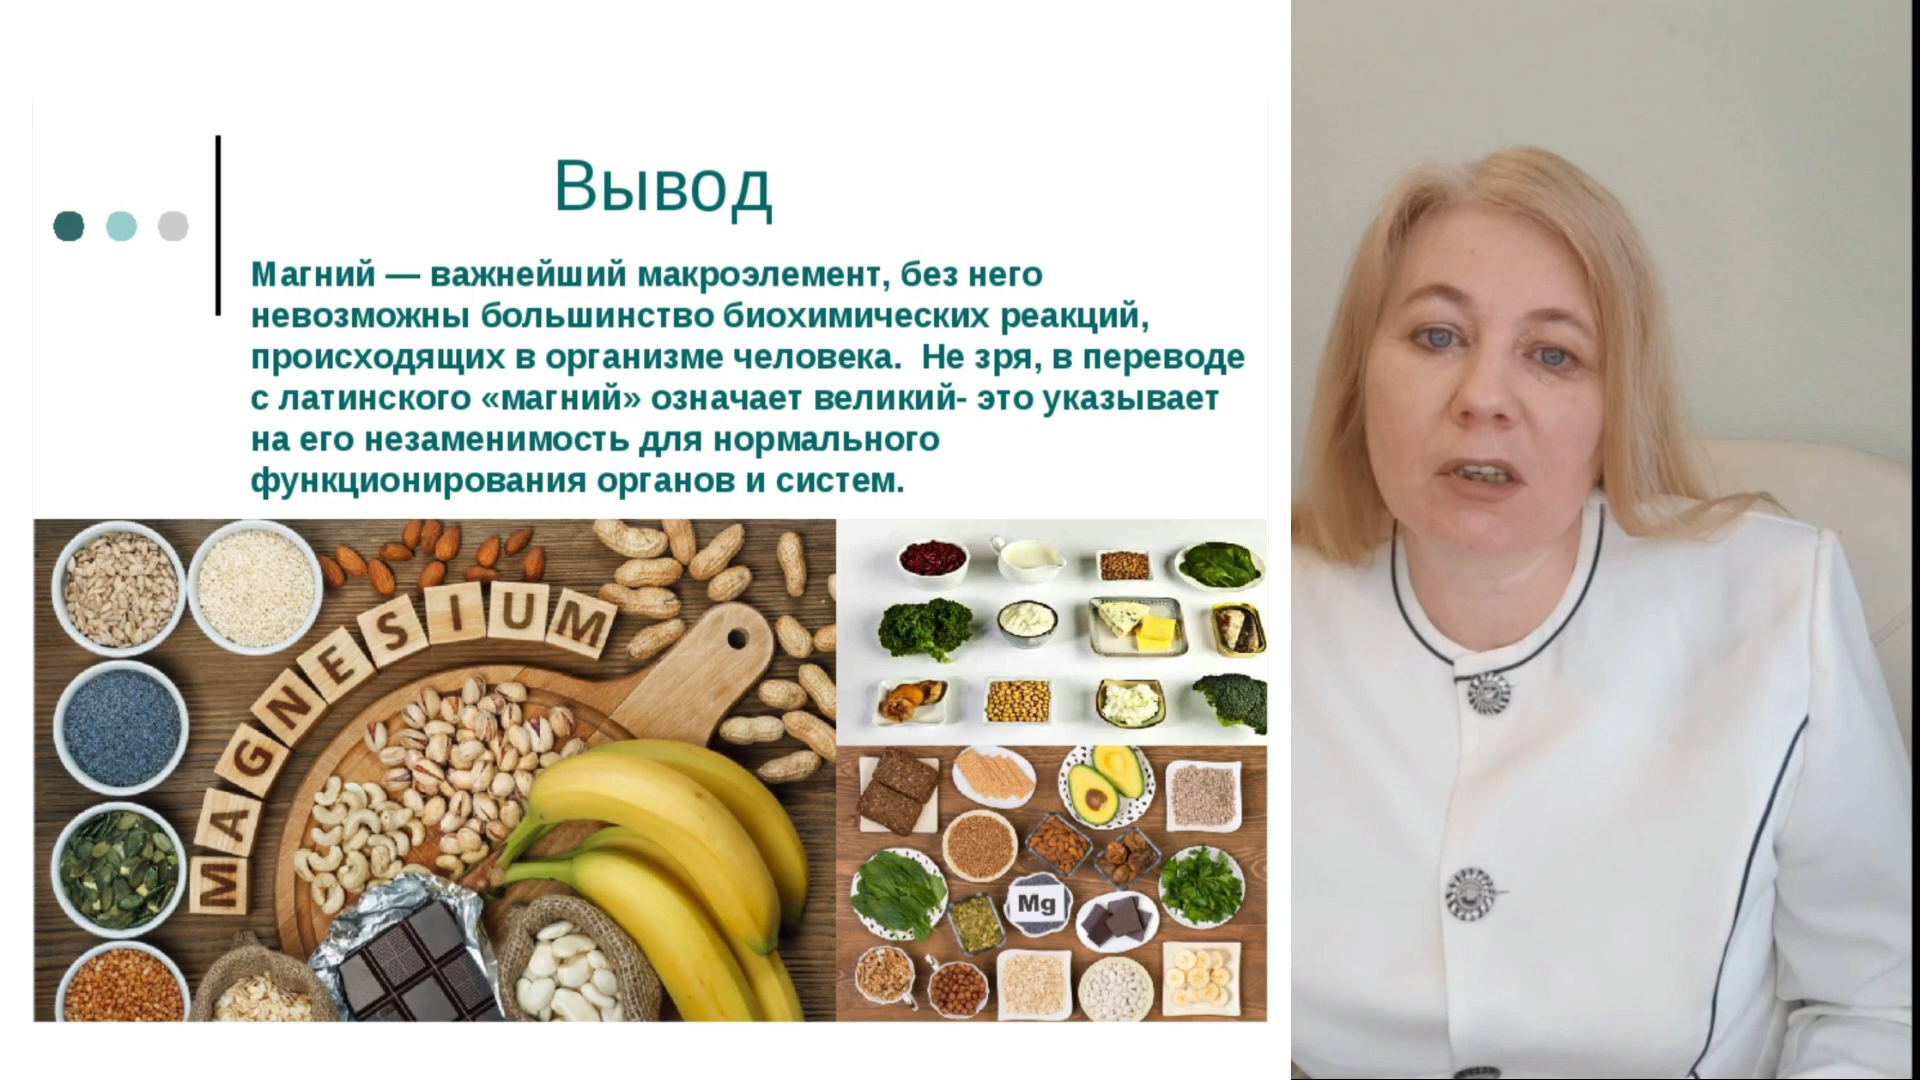 Вывод
Магний — важнейший макроэлемент, без него
невозможны большинство биохимических реакций,
происходящих в организме человека.  Не зря, в переводе
с латинского «магний» означает великий- это указывает
на его незаменимость для нормального
функционирования органов и систем.
MAGNESIUM
Mg